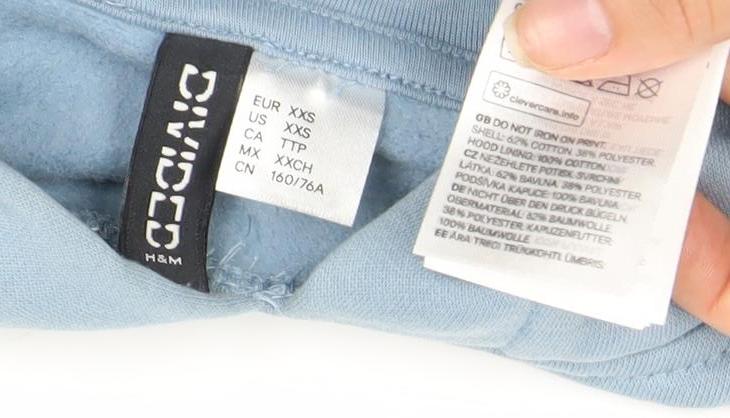 DIVIDED
H&M
EUR XXS
US XXS
CA TTP
MX XXCH
CN 160/76A
clevercare.info
GB DO NOT IRON ON PRINT.
SHELL: 62% COTTON 38% POLYESTER.
HOOD LINING: 100% COTTON.
CZ NEŽEHLETE POTISK. SVRCHNÍ
LÁTKA: 62% BAVLNA 38% POLYESTER.
PODŠÍVKA KAPUCE: 100% BAVLNA.
DE NICHT ÜBER DEN DRUCK BÜGELN.
OBERMATERIAL: 62% BAUMWOLLE
38% POLYESTER. KAPUZENFUTTER:
100% BAUMWOLLE
EE ÄRA TRIIGI TRÜKKOHTI. ÜMBRIS: